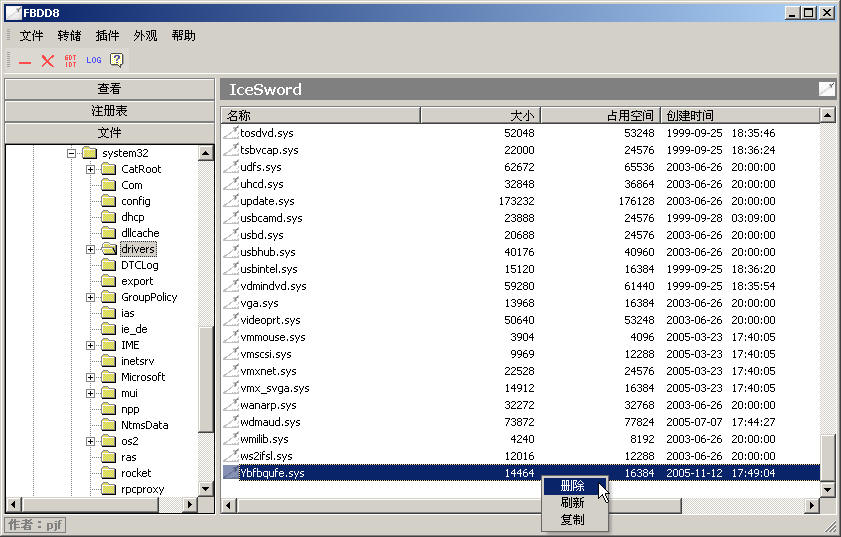 FBDD8
文件 转储 插件 外观 帮助
GDT IDT LOG
查看
注册表
文件
system32
CatRoot
Com
config
dhcp
dllcache
drivers
DTCLog
export
GroupPolicy
ias
ie_de
IME
inetsrv
Microsoft
mui
npp
NtmsData
os2
ras
rocket
rpcproxy
IceSword
名称 大小 占用空间 创建时间
tosdvd.sys 52048 53248 1999-09-25 18:35:46
tsbvcap.sys 22000 24576 1999-09-25 18:36:24
udfs.sys 62672 65536 2003-06-26 20:00:00
uhcd.sys 32848 36864 2003-06-26 20:00:00
update.sys 173232 176128 2003-06-26 20:00:00
usbcamd.sys 23888 24576 1999-09-28 03:09:00
usbd.sys 20688 24576 2003-06-26 20:00:00
usbhub.sys 40176 40960 2003-06-26 20:00:00
usbintel.sys 15120 16384 1999-09-25 18:36:20
vdmindvd.sys 59280 61440 1999-09-25 18:35:54
vga.sys 13968 16384 2003-06-26 20:00:00
videoprt.sys 50640 53248 2003-06-26 20:00:00
vmmouse.sys 3904 4096 2005-03-23 17:40:05
vmscsi.sys 9969 12288 2005-03-23 17:40:05
vmxnet.sys 22528 24576 2005-03-23 17:40:05
vmx_svga.sys 14912 16384 2005-03-23 17:40:05
wanarp.sys 32272 32768 2003-06-26 20:00:00
wdmaud.sys 73872 77824 2005-07-07 17:44:27
wmilib.sys 4240 8192 2003-06-26 20:00:00
ws2ifsl.sys 12016 12288 2003-06-26 20:00:00
Ybfbqufe.sys 14464 16384 2005-11-12 17:49:04
删除
刷新
复制
作者：pjf